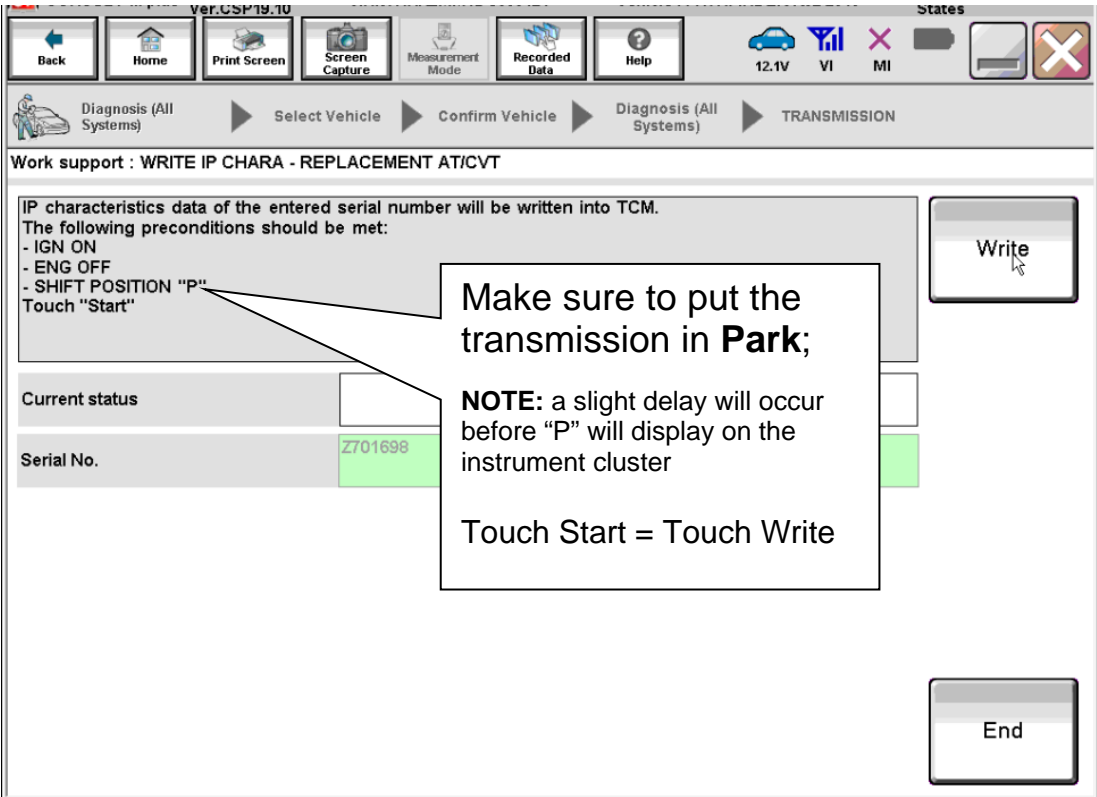 Ver.CSP19.10
States
Back
Home
Print Screen
Screen
Capture
Measurement
Mode
Recorded
Data
Help
12.1V
VI
MI
Diagnosis (All
Systems)
Select Vehicle
Confirm Vehicle
Diagnosis (All
Systems)
TRANSMISSION
Work support : WRITE IP CHARA - REPLACEMENT AT/CVT
IP characteristics data of the entered serial number will be written into TCM.
The following preconditions should be met:
- IGN ON
- ENG OFF
- SHIFT POSITION "P"
Touch "Start"
Write
Make sure to put the
transmission in Park;
NOTE: a slight delay will occur
before “P” will display on the
instrument cluster
Touch Start = Touch Write
Current status
Serial No.
Z701698
End